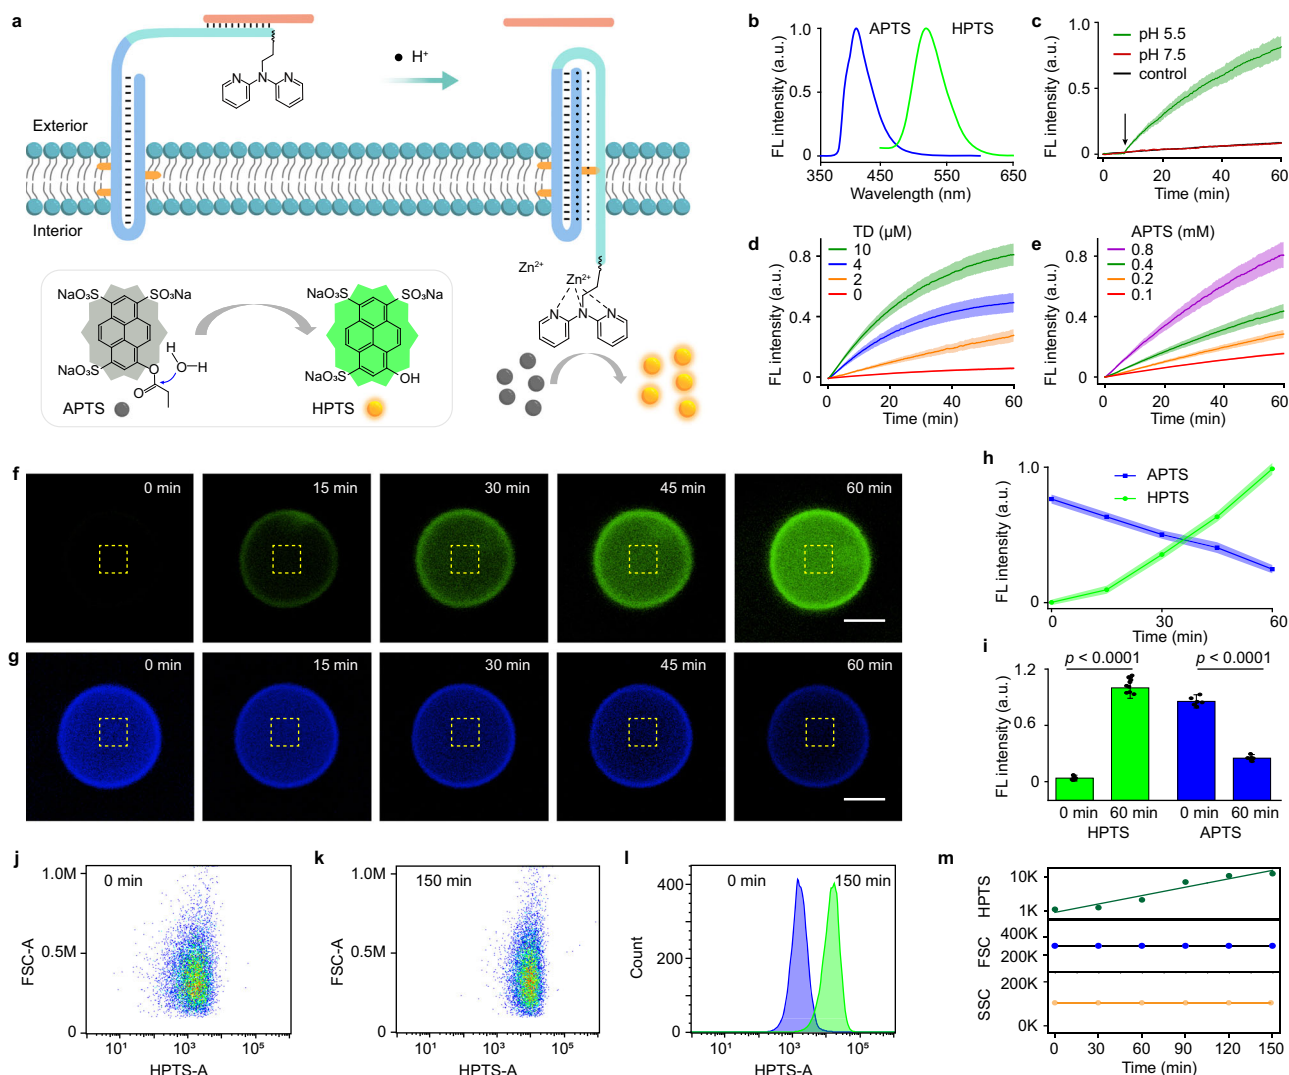 a
H⁺
Exterior
Interior
N
N
N
Zn²⁺
Zn²⁺
N
N
N
NaO₃S
SO₃Na
NaO₃S
O
H
O–H
APTS
NaO₃S
SO₃Na
NaO₃S
OH
HPTS
b
APTS
HPTS
FL intensity (a.u.)
1.0
0.5
0
350
450
550
650
Wavelength (nm)
c
pH 5.5
pH 7.5
control
FL intensity (a.u.)
1.0
0.5
0
0
20
40
60
Time (min)
d
TD (µM)
10
4
2
0
FL intensity (a.u.)
0.8
0.4
0
0
20
40
60
Time (min)
e
APTS (mM)
0.8
0.4
0.2
0.1
FL intensity (a.u.)
0.8
0.4
0
0
20
40
60
Time (min)
f
0 min
15 min
30 min
45 min
60 min
g
0 min
15 min
30 min
45 min
60 min
h
APTS
HPTS
FL intensity (a.u.)
1.0
0
0
30
60
Time (min)
i
p < 0.0001
p < 0.0001
FL intensity (a.u.)
1.2
0.6
0
0 min
60 min
0 min
60 min
HPTS
APTS
j
0 min
FSC-A
1.0M
0.5M
0
10¹
10³
10⁵
HPTS-A
k
150 min
FSC-A
1.0M
0.5M
0
10¹
10³
10⁵
HPTS-A
l
0 min
150 min
Count
400
200
0
10¹
10³
10⁵
HPTS-A
m
HPTS
10K
1K
FSC
400K
200K
SSC
200K
0K
0
30
60
90
120
150
Time (min)